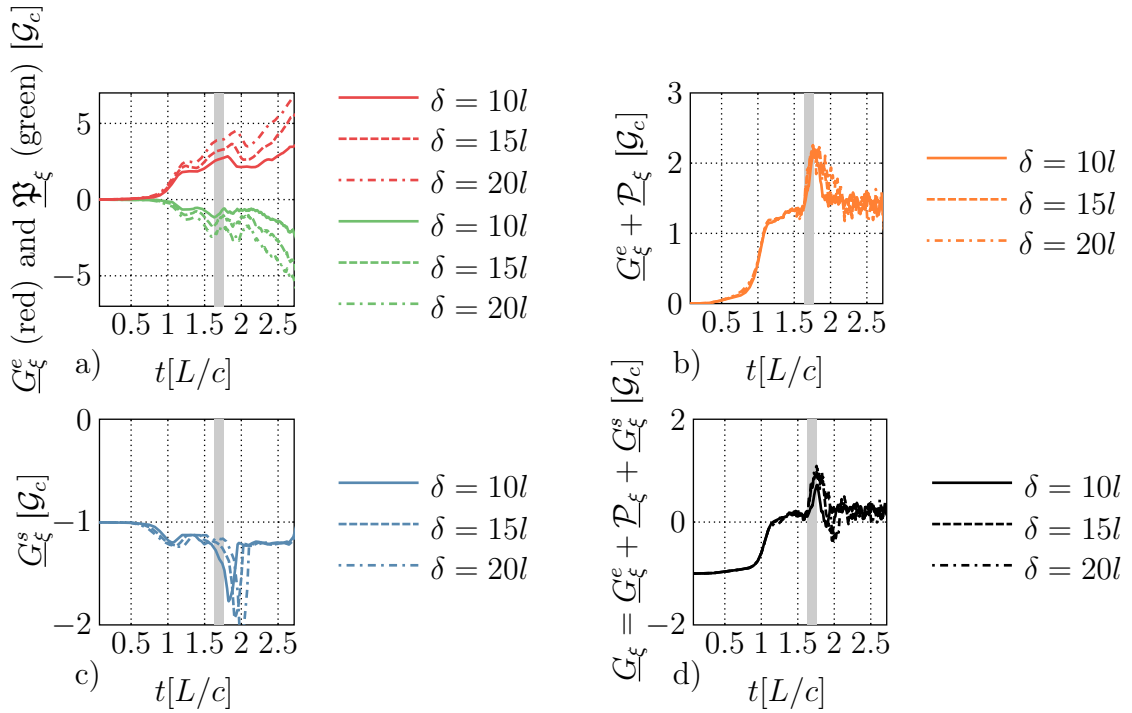 G^e_ξ (red) and 𝔓_ξ (green) [𝒢_c]
5
0
−5
0.5 1 1.5 2 2.5
a)
t[L/c]
δ = 10l
δ = 15l
δ = 20l
δ = 10l
δ = 15l
δ = 20l
G^e_ξ + 𝒫_ξ [𝒢_c]
3
2
1
0
0.5 1 1.5 2 2.5
b)
t[L/c]
δ = 10l
δ = 15l
δ = 20l
G^s_ξ [𝒢_c]
0
−1
−2
0.5 1 1.5 2 2.5
c)
t[L/c]
δ = 10l
δ = 15l
δ = 20l
G_ξ = G^e_ξ + 𝒫_ξ + G^s_ξ [𝒢_c]
2
0
−2
0.5 1 1.5 2 2.5
d)
t[L/c]
δ = 10l
δ = 15l
δ = 20l